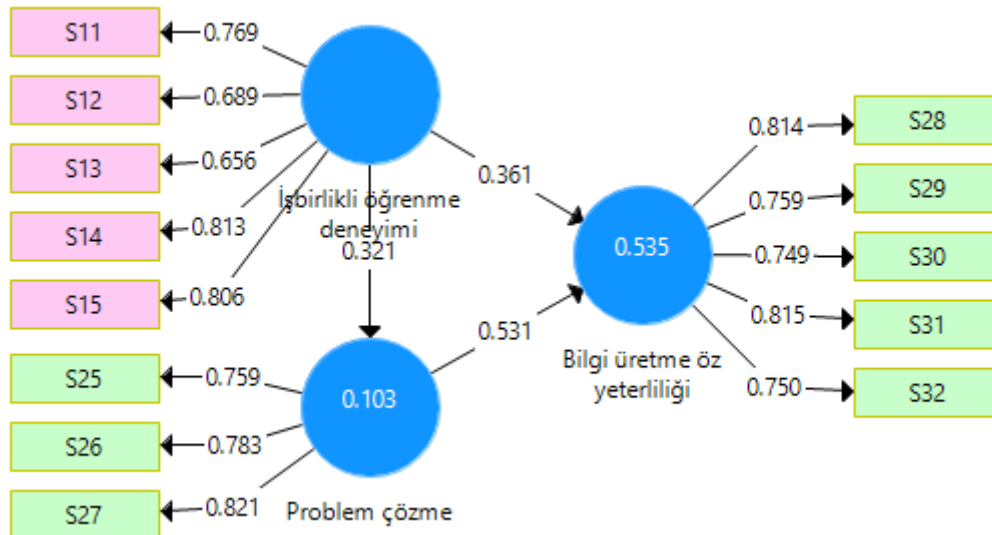 S11
0.769
S12
0.689
S13
0.656
S14
0.813
S15
0.806
İşbirlikli öğrenme
deneyimi
0.321
0.361
S25
0.759
S26
0.783
S27
0.821
0.103
Problem çözme
0.531
0.535
Bilgi üretme öz
yeterliliği
0.814
S28
0.759
S29
0.749
S30
0.815
S31
0.750
S32